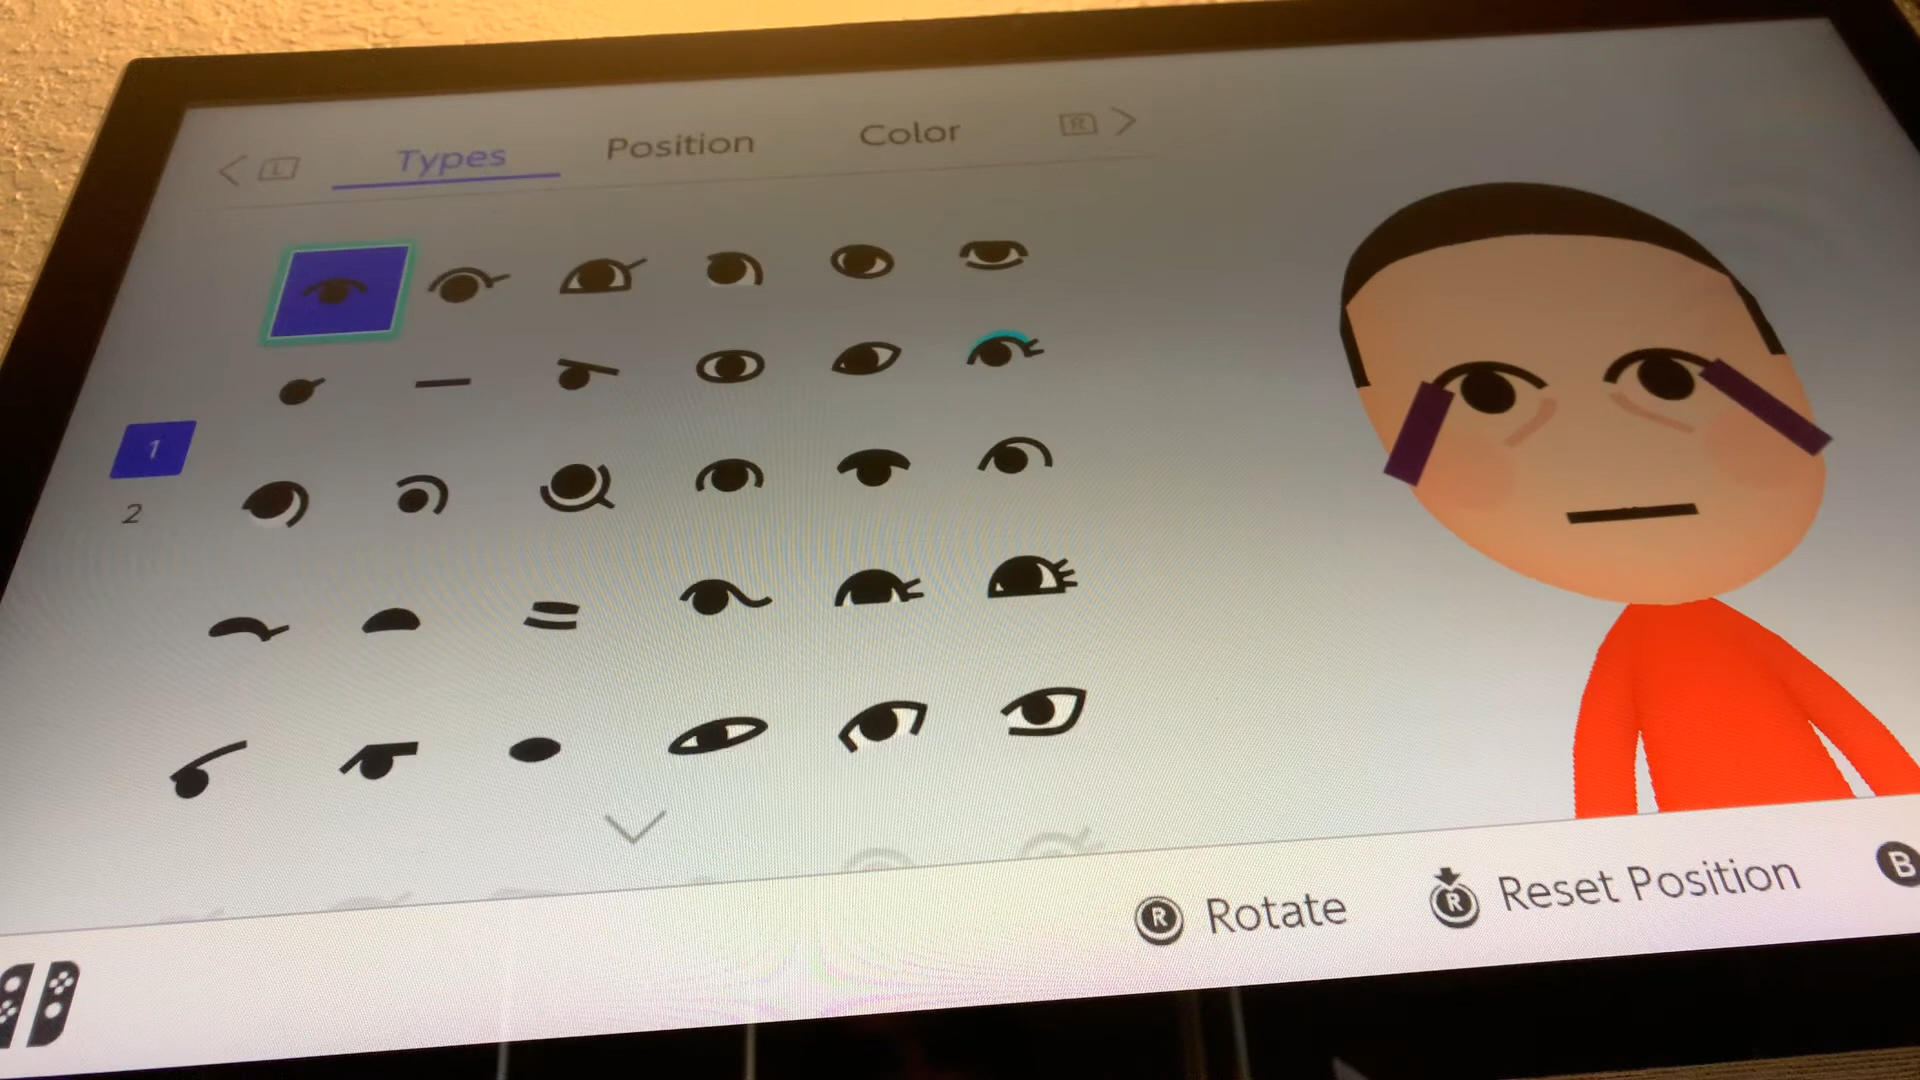 L Types Position Color R
1
2
R Rotate R Reset Position B